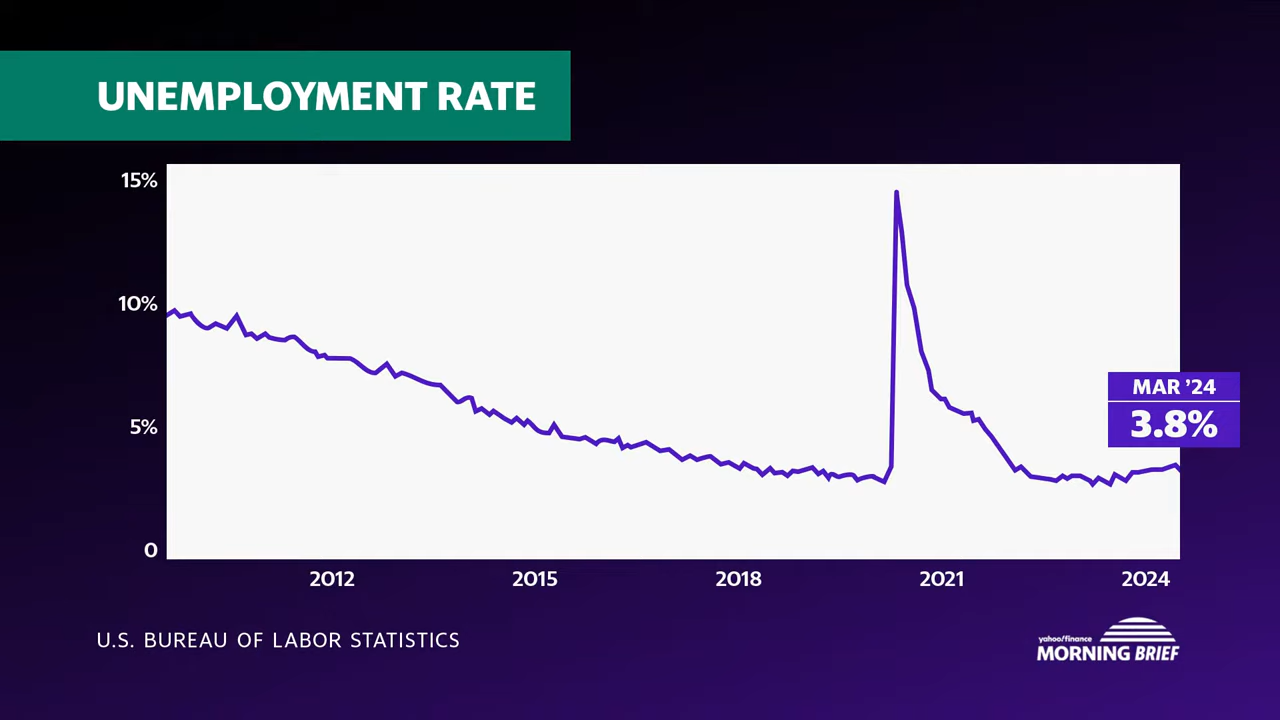 UNEMPLOYMENT RATE
15%
10%
5%
0
MAR ’24
3.8%
2012 2015 2018 2021 2024
U.S. BUREAU OF LABOR STATISTICS
yahoo/finance
MORNING BRIEF